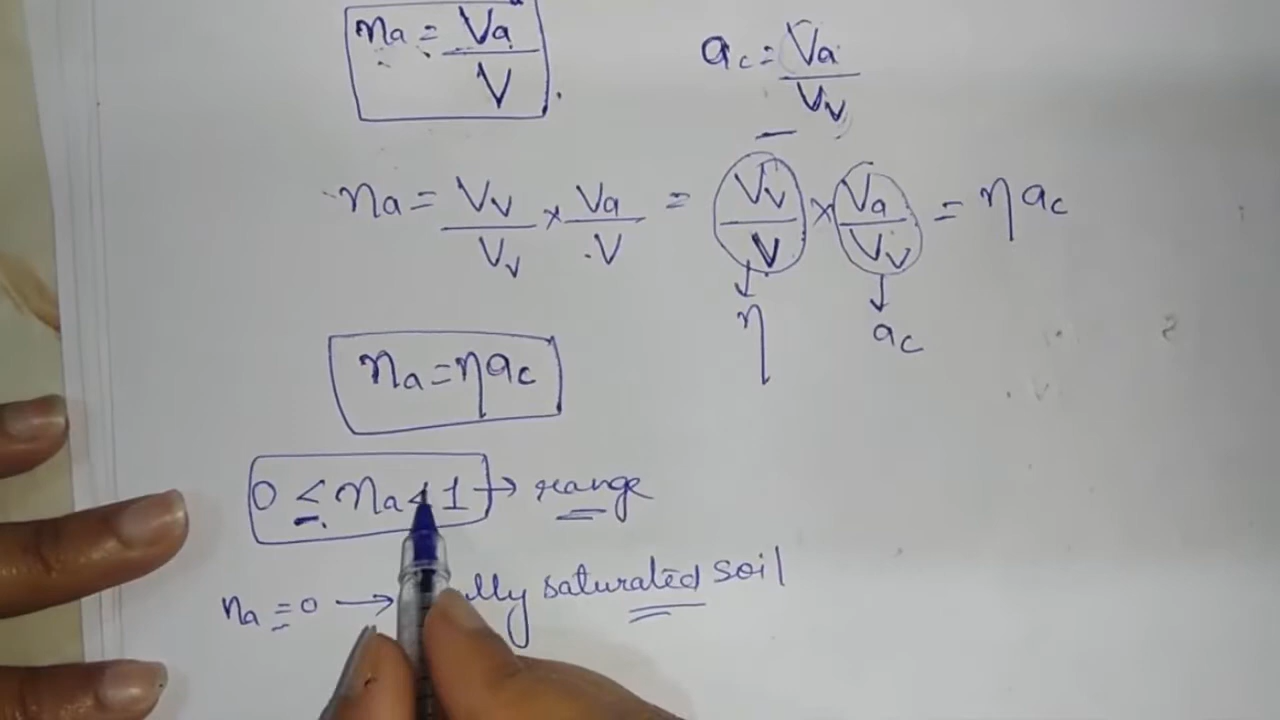 na = Va / V
ac = Va / Vv
na = Vv / Vv × Va / V = Vv / V × Va / Vv = η ac
η
ac
na = η ac
0 ≤ na < 1 → range
na = 0 → saturated soil